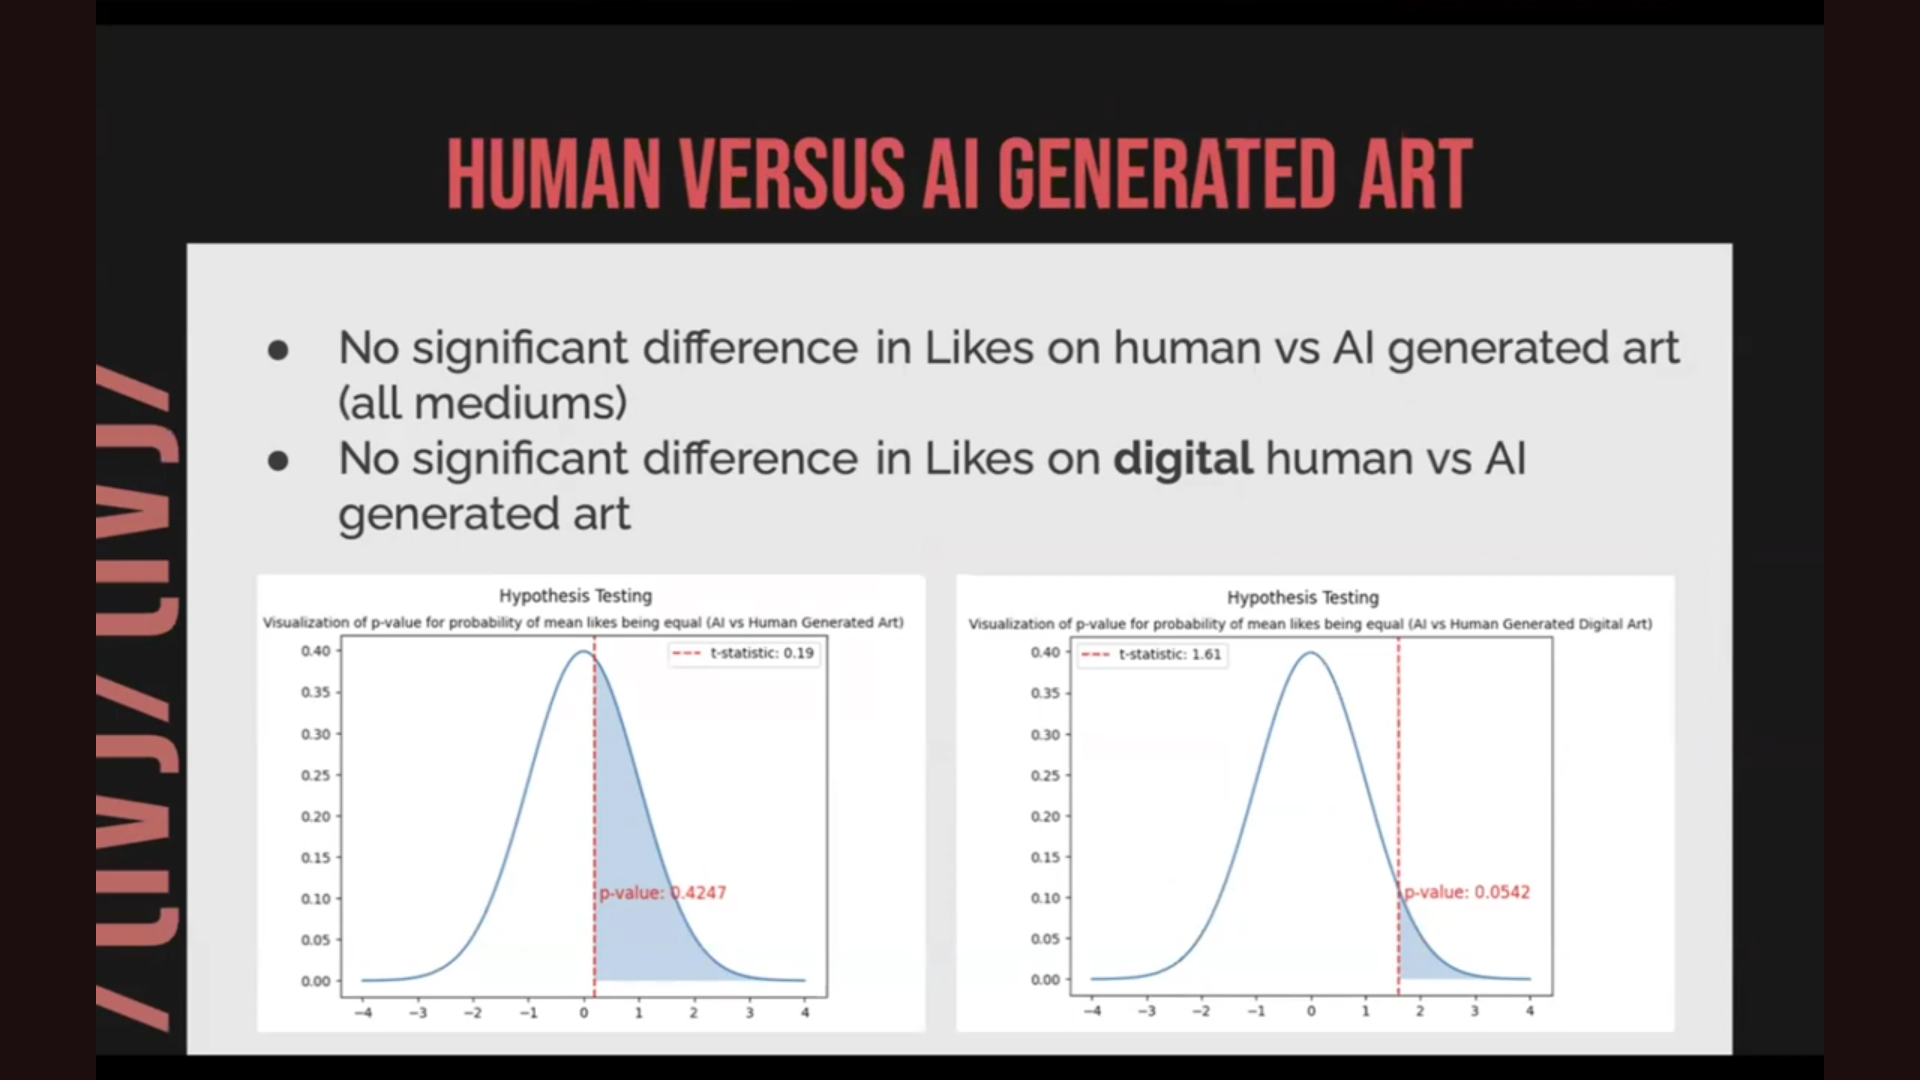 HUMAN VERSUS AI GENERATED ART
● No significant difference in Likes on human vs AI generated art
(all mediums)
● No significant difference in Likes on digital human vs AI
generated art
Hypothesis Testing
Visualization of p-value for probability of mean likes being equal (AI vs Human Generated Art)
t-statistic: 0.19
0.40
0.35
0.30
0.25
0.20
0.15
0.10
0.05
0.00
p-value: 0.4247
−4 −3 −2 −1 0 1 2 3 4
Hypothesis Testing
Visualization of p-value for probability of mean likes being equal (AI vs Human Generated Digital Art)
t-statistic: 1.61
0.40
0.35
0.30
0.25
0.20
0.15
0.10
0.05
0.00
p-value: 0.0542
−4 −3 −2 −1 0 1 2 3 4